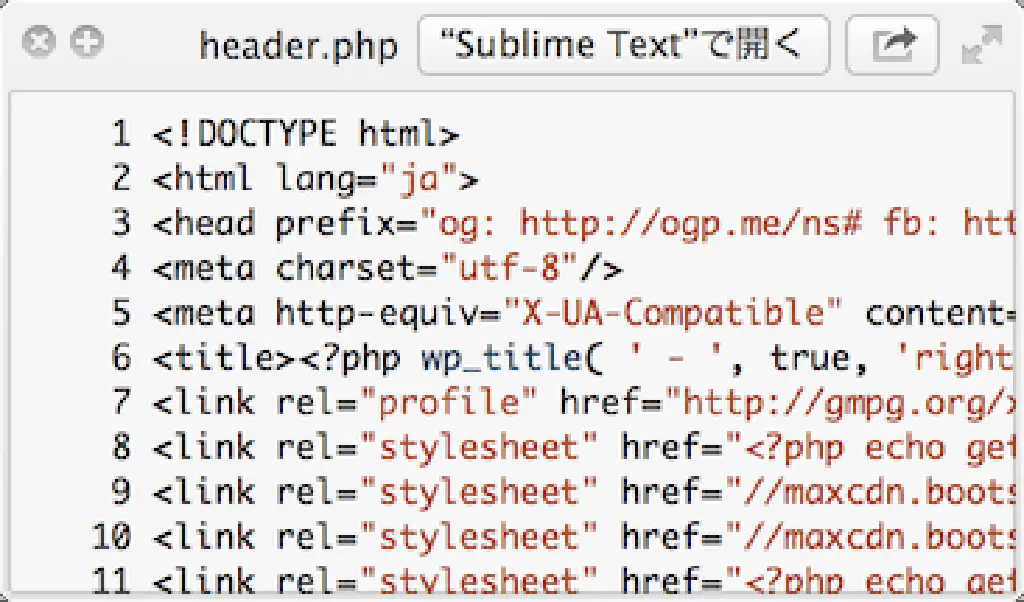 header.php “Sublime Text”で開く
1 <!DOCTYPE html>
2 <html lang="ja">
3 <head prefix="og: http://ogp.me/ns# fb: htt
4 <meta charset="utf-8"/>
5 <meta http-equiv="X-UA-Compatible" content=
6 <title><?php wp_title( ' - ', true, 'right
7 <link rel="profile" href="http://gmpg.org/x
8 <link rel="stylesheet" href="<?php echo get
9 <link rel="stylesheet" href="//maxcdn.boots
10 <link rel="stylesheet" href="//maxcdn.boots
11 <link rel="stylesheet" href="<?php echo get